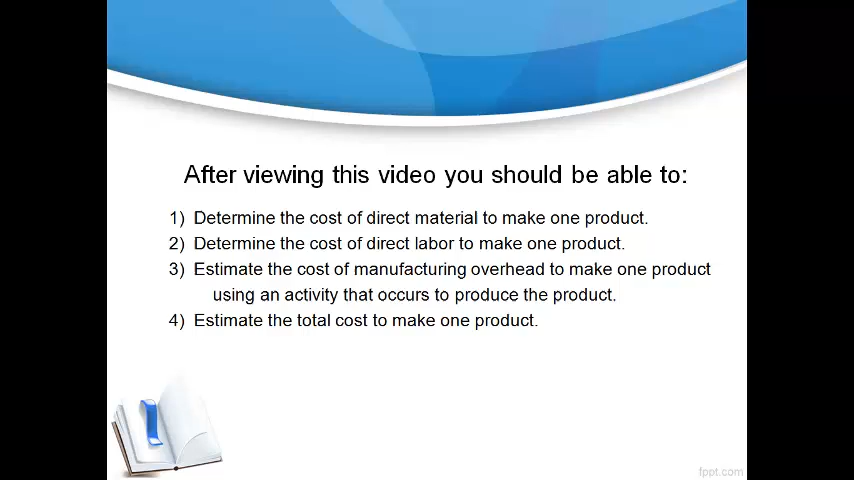 After viewing this video you should be able to:
1) Determine the cost of direct material to make one product.
2) Determine the cost of direct labor to make one product.
3) Estimate the cost of manufacturing overhead to make one product
using an activity that occurs to produce the product.
4) Estimate the total cost to make one product.
fppt.com